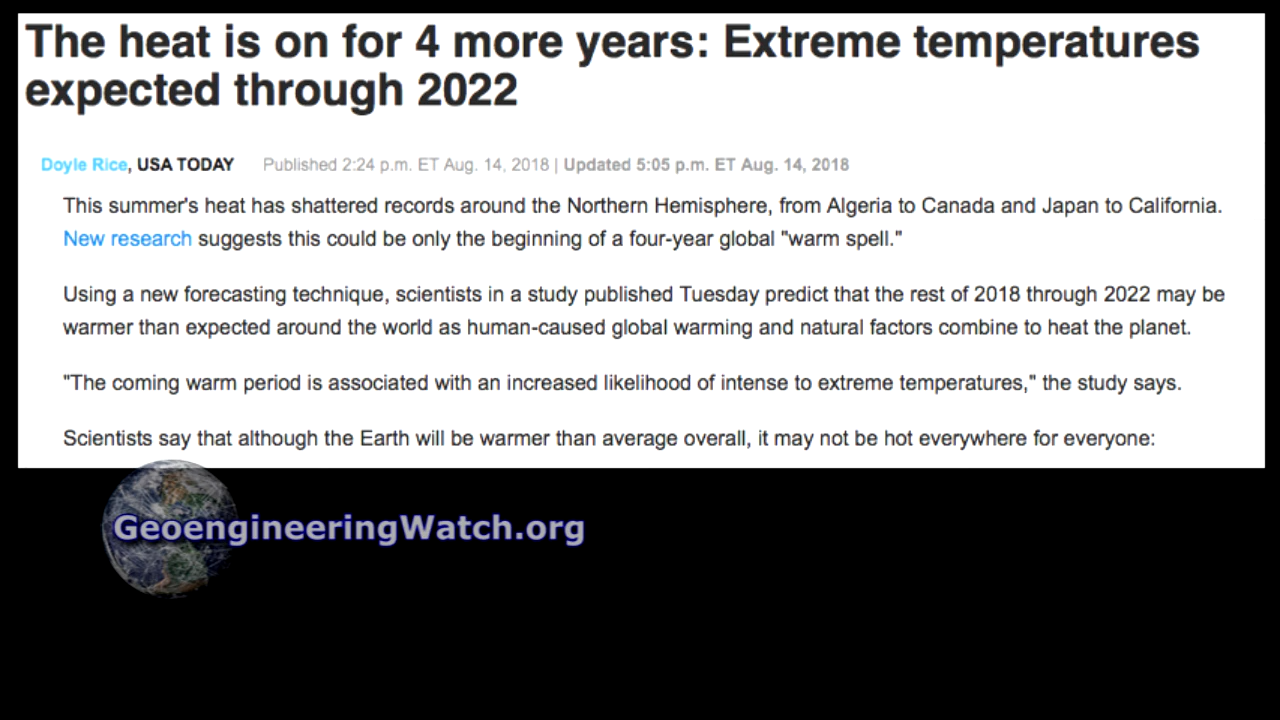 The heat is on for 4 more years: Extreme temperatures
expected through 2022
Doyle Rice, USA TODAY Published 2:24 p.m. ET Aug. 14, 2018 | Updated 5:05 p.m. ET Aug. 14, 2018
This summer's heat has shattered records around the Northern Hemisphere, from Algeria to Canada and Japan to California.
New research suggests this could be only the beginning of a four-year global "warm spell."
Using a new forecasting technique, scientists in a study published Tuesday predict that the rest of 2018 through 2022 may be
warmer than expected around the world as human-caused global warming and natural factors combine to heat the planet.
"The coming warm period is associated with an increased likelihood of intense to extreme temperatures," the study says.
Scientists say that although the Earth will be warmer than average overall, it may not be hot everywhere for everyone:
GeoengineeringWatch.org